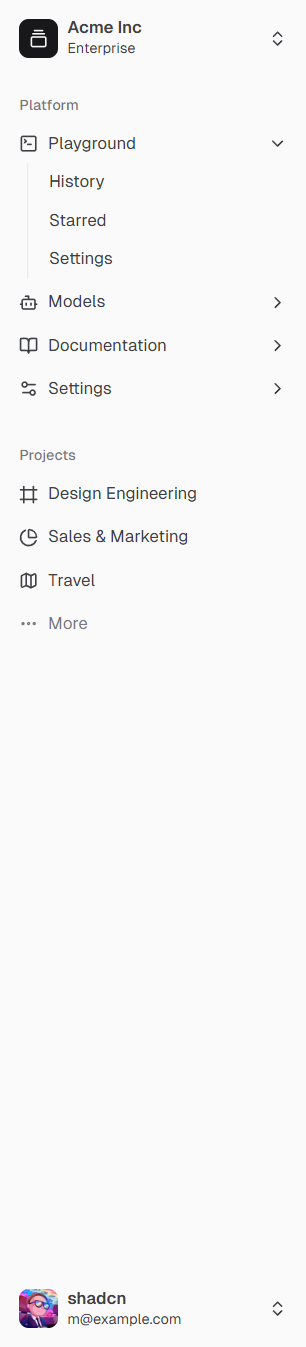 Acme Inc
Enterprise
Platform
Playground
History
Starred
Settings
Models
Documentation
Settings
Projects
Design Engineering
Sales & Marketing
Travel
More
shadcn
m@example.com